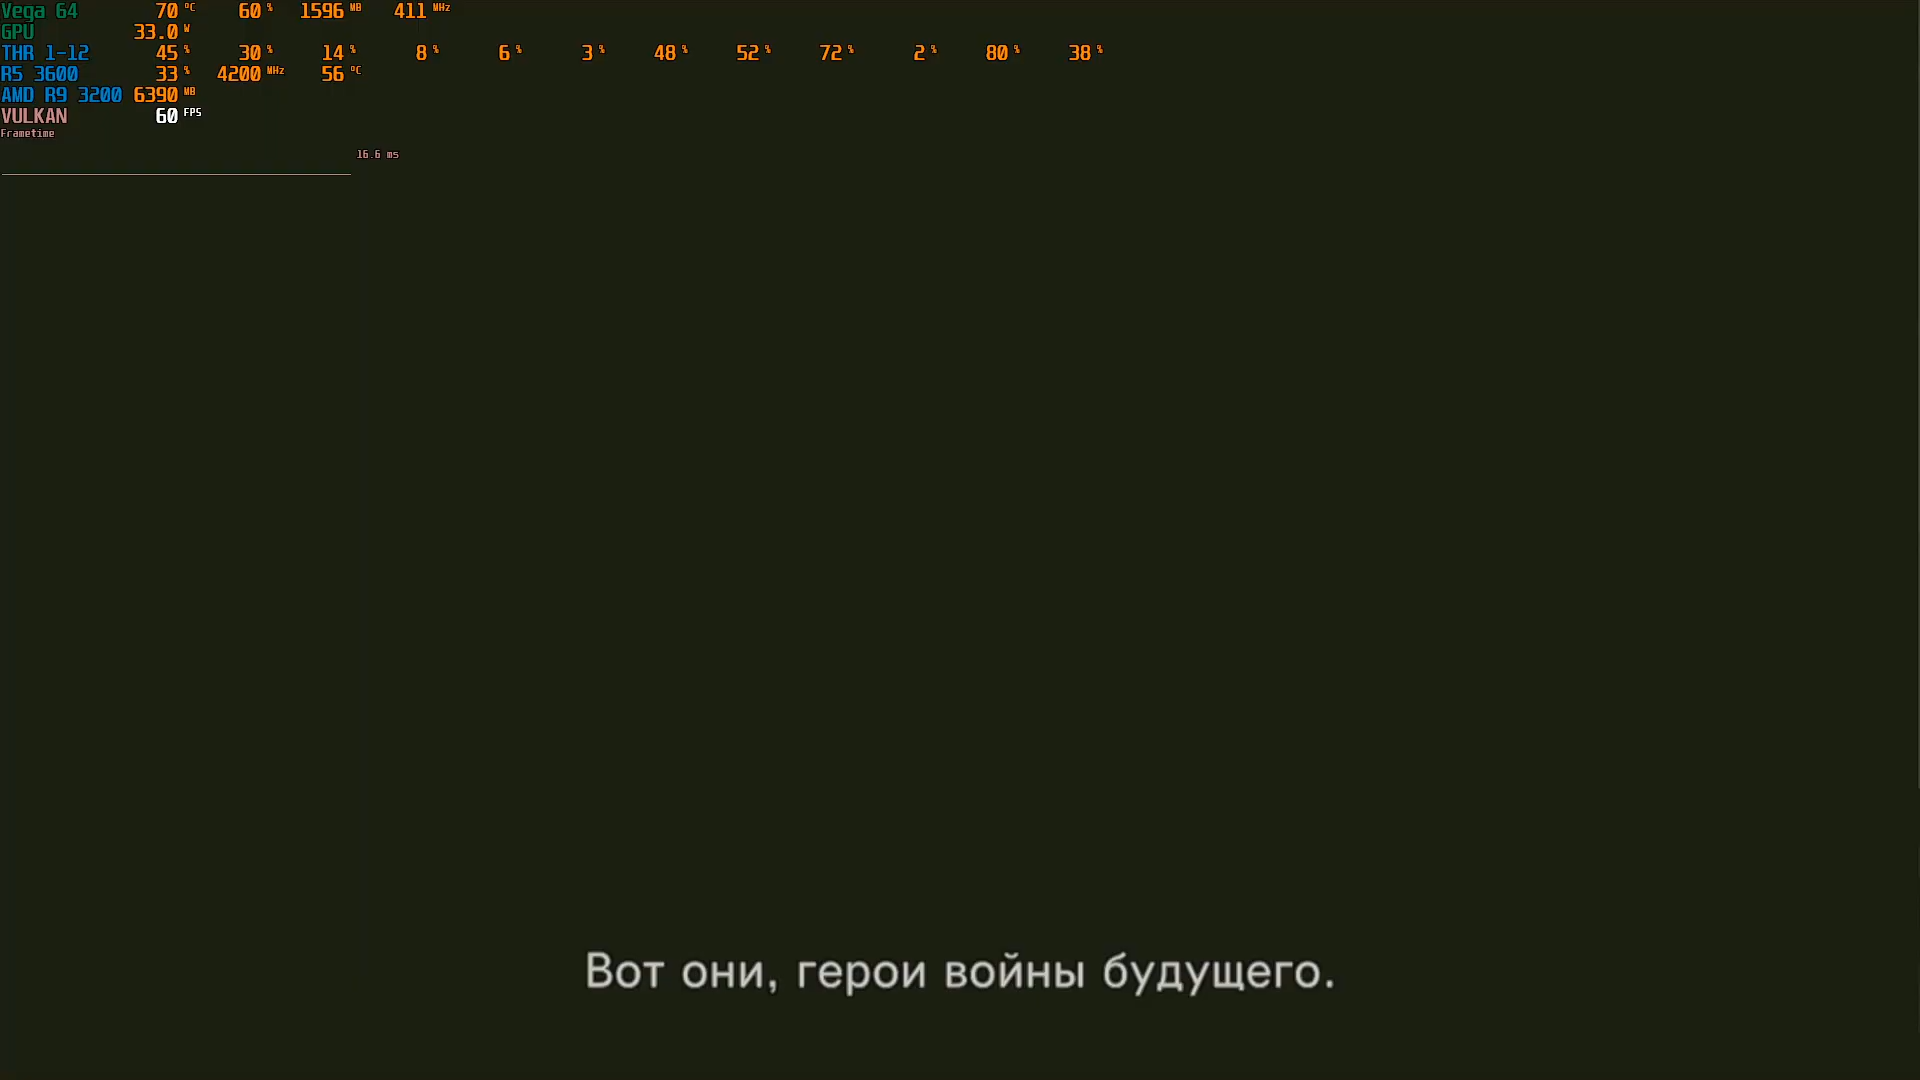 Vega 64 70 °C 60 % 1596 MB 411 MHz
GPU 33.0 W
THR 1-12 45 % 30 % 14 % 8 % 6 % 3 % 48 % 52 % 72 % 2 % 80 % 38 %
R5 3600 33 % 4200 MHz 56 °C
AMD R9 3200 6390 MB
VULKAN 60 FPS
Frametime
16.6 ms
Вот они, герои войны будущего.